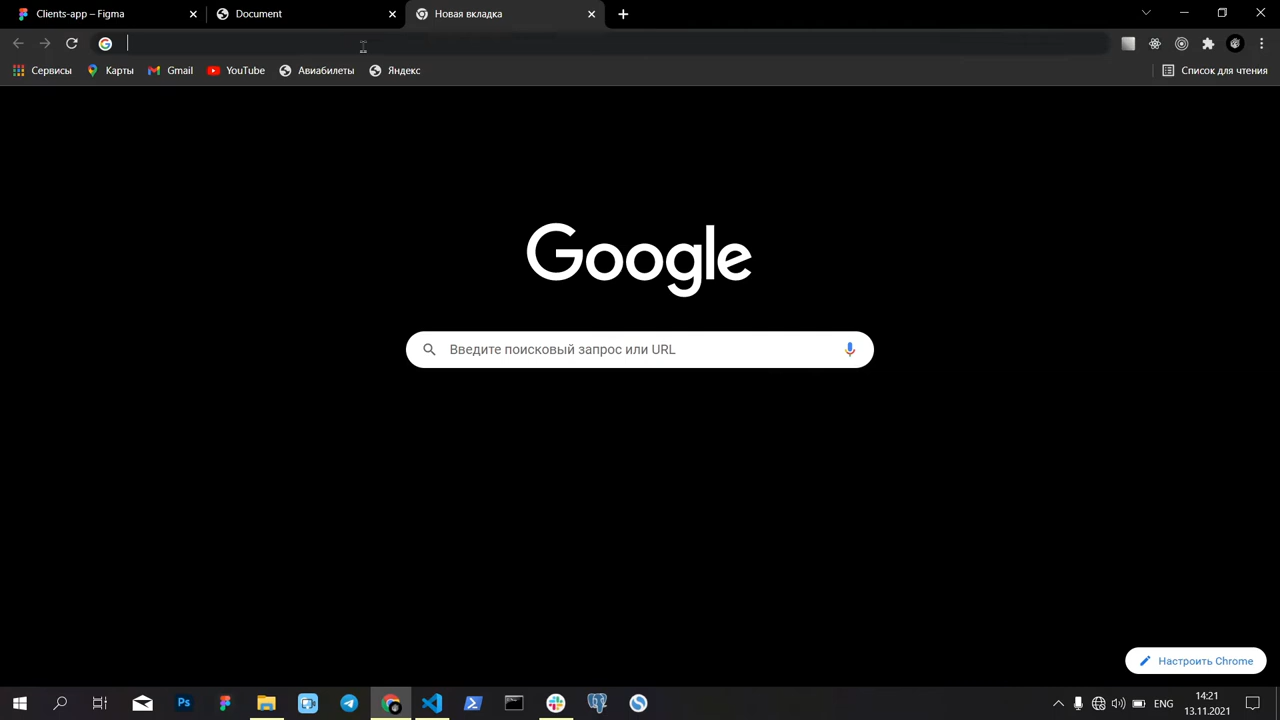 Clients-app – Figma
Document
Новая вкладка
Сервисы
Карты
Gmail
YouTube
Авиабилеты
Яндекс
Список для чтения
Google
Введите поисковый запрос или URL
Настроить Chrome
Ps
ENG
14:21
13.11.2021